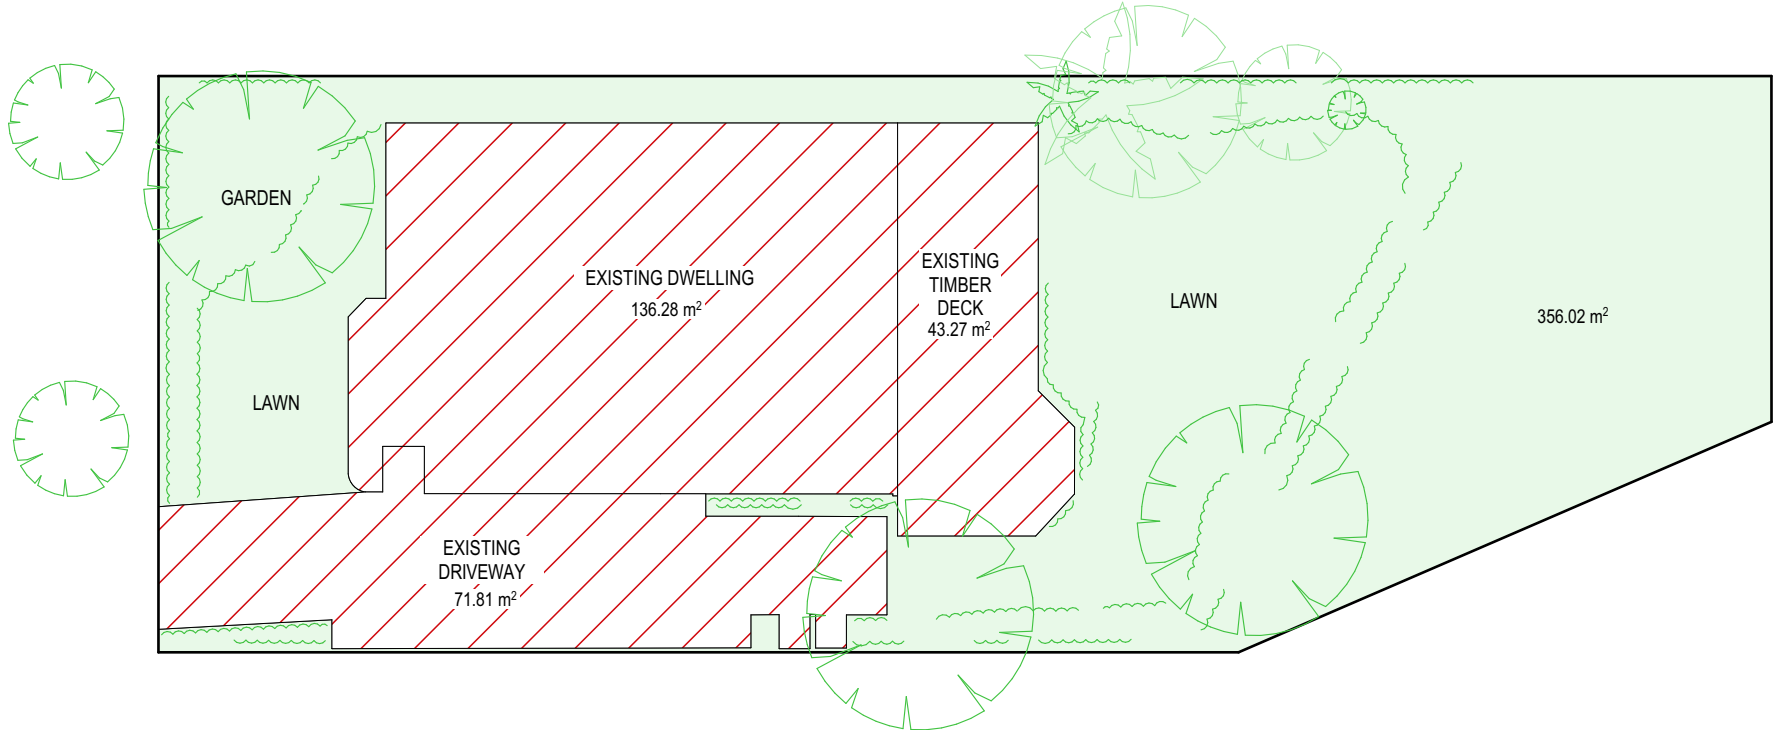 GARDEN
EXISTING DWELLING
136.28 m²
EXISTING
TIMBER
DECK
43.27 m²
LAWN
356.02 m²
LAWN
EXISTING
DRIVEWAY
71.81 m²